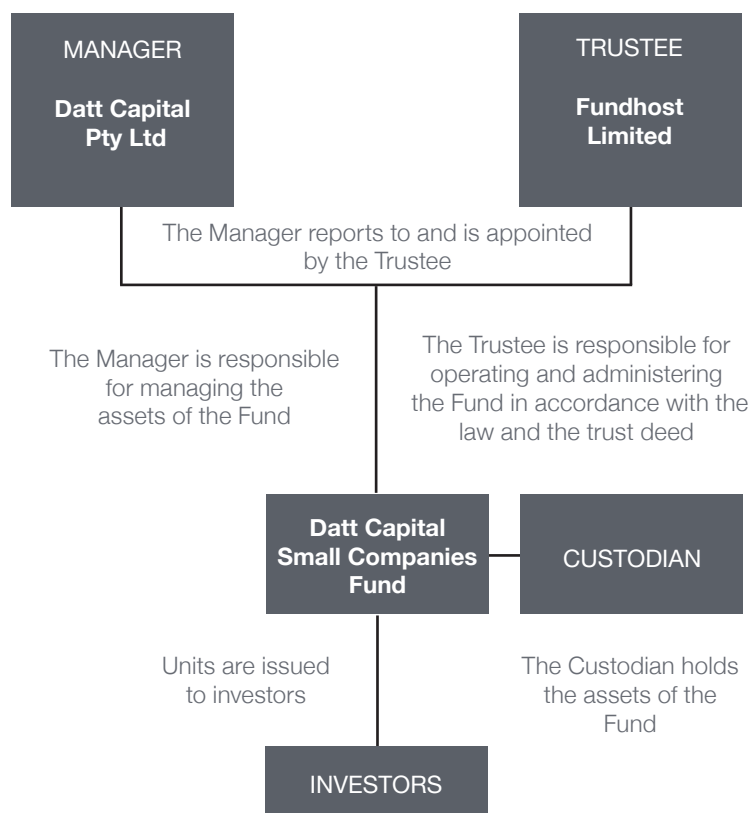 MANAGER
Datt Capital
Pty Ltd
TRUSTEE
Fundhost
Limited
The Manager reports to and is appointed
by the Trustee
The Manager is responsible
for managing the
assets of the Fund
The Trustee is responsible for
operating and administering
the Fund in accordance with the
law and the trust deed
Datt Capital
Small Companies
Fund
CUSTODIAN
Units are issued
to investors
The Custodian holds
the assets of the
Fund
INVESTORS